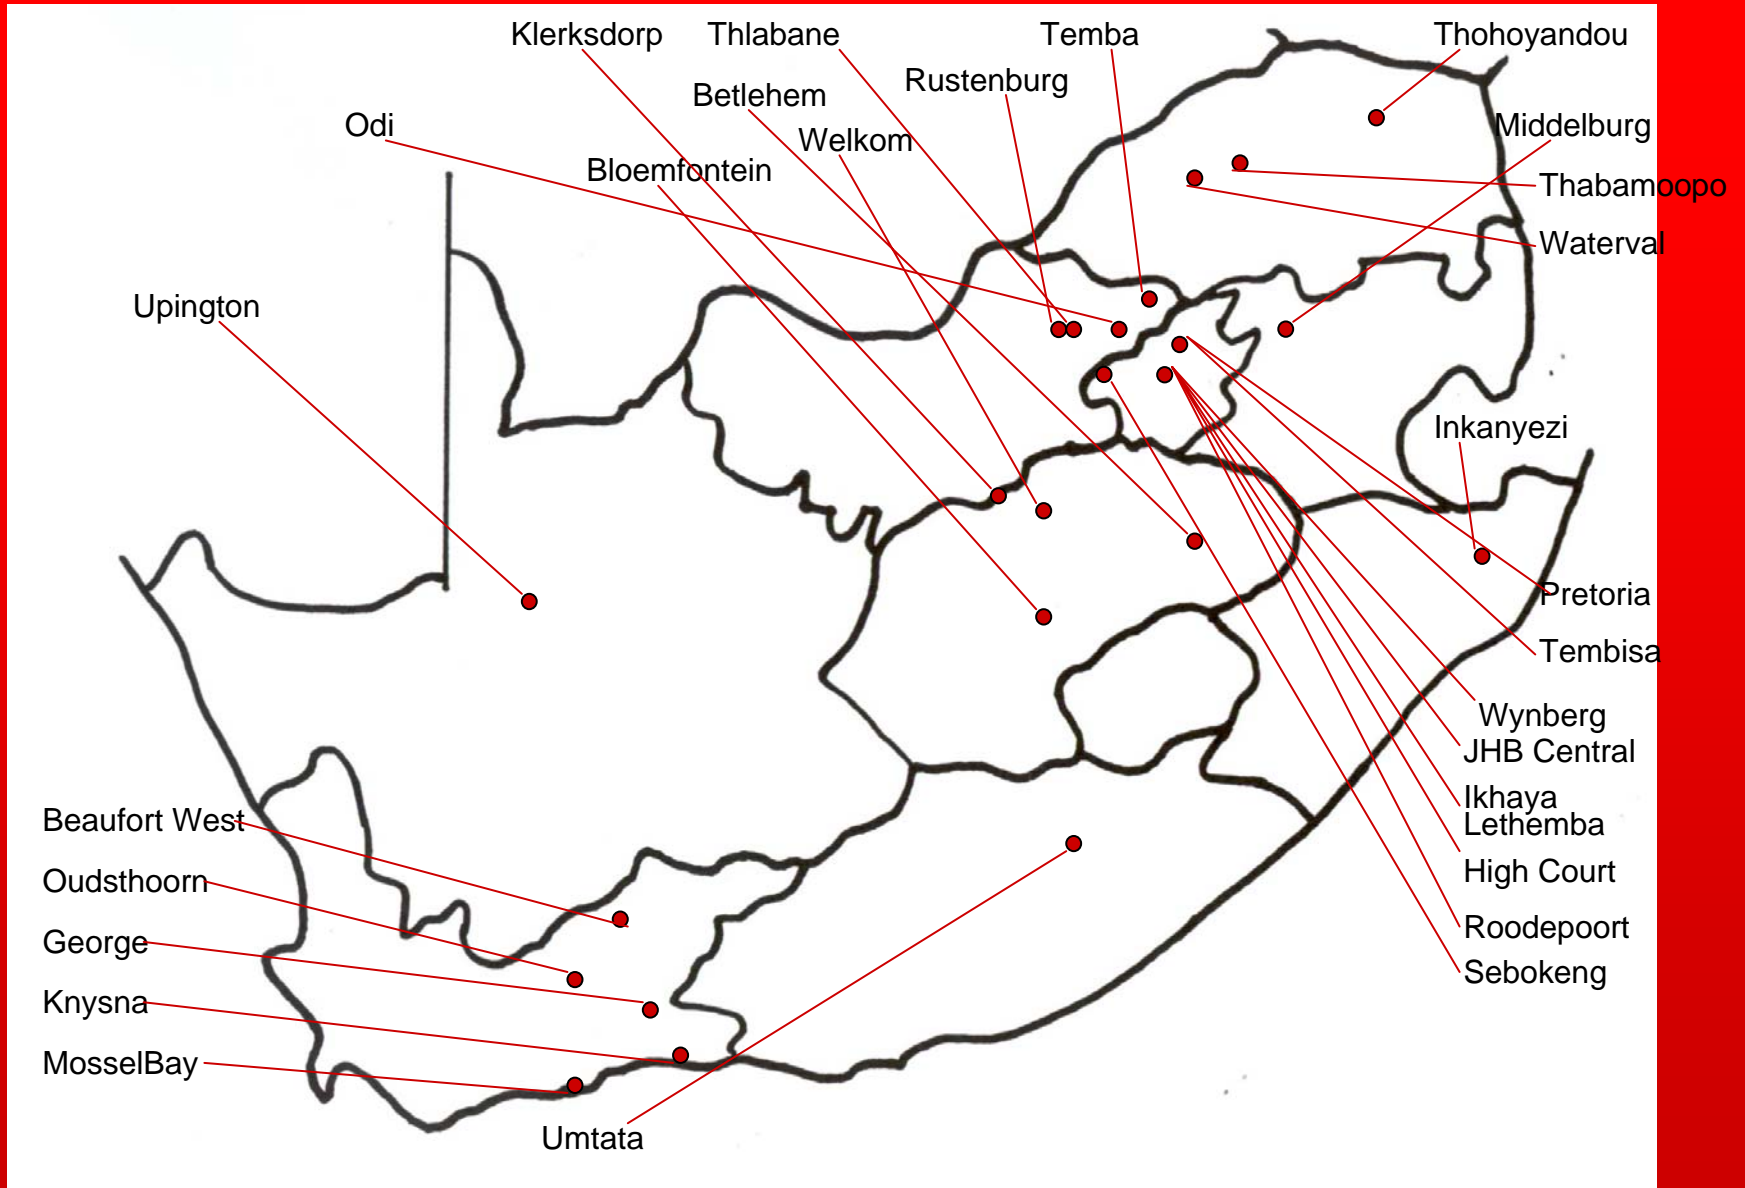 Klerksdorp
Thlabane
Temba
Thohoyandou
Rustenburg
Betlehem
Odi
Welkom
Middelburg
Bloemfontein
Thabamoopo
Waterval
Upington
Inkanyezi
Pretoria
Tembisa
Wynberg
JHB Central
Ikhaya
Lethemba
Beaufort West
High Court
Oudsthoorn
Roodepoort
George
Sebokeng
Knysna
MosselBay
Umtata